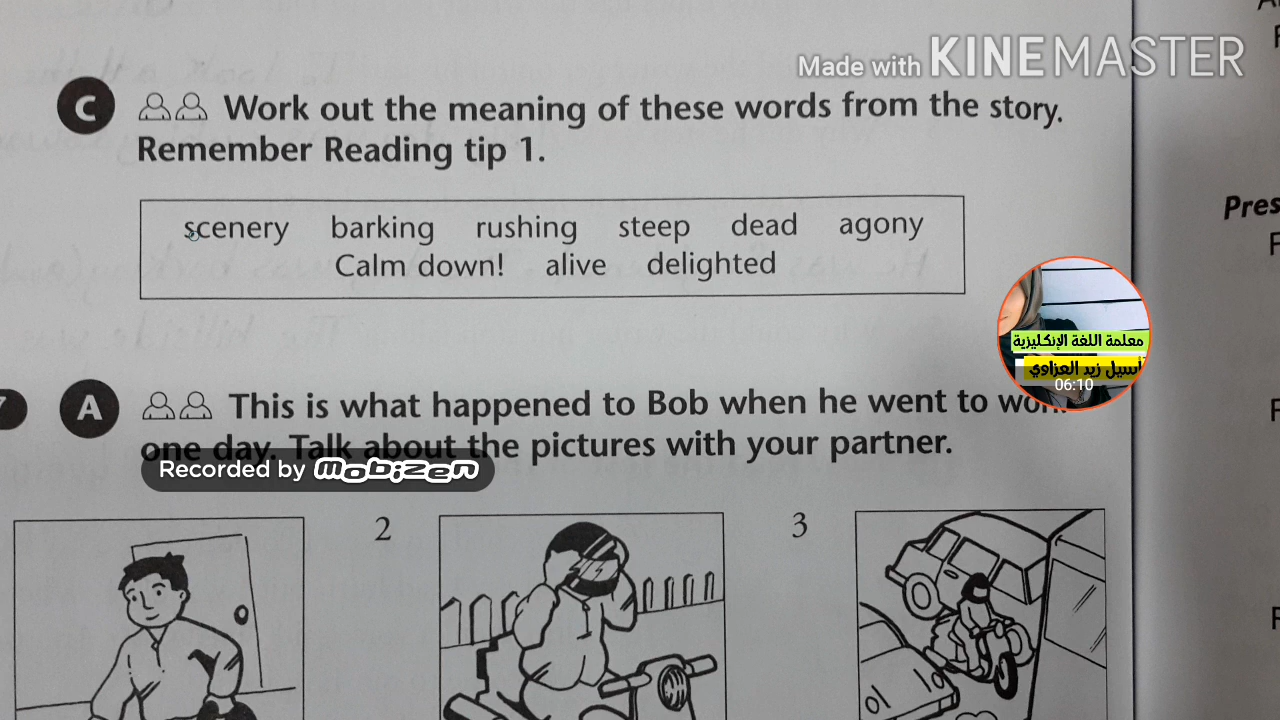 Made with KINEMASTER
C Work out the meaning of these words from the story.
Remember Reading tip 1.
scenery barking rushing steep dead agony
Calm down! alive delighted
Pres
معلمة اللغة الإنكليزية
أسيل زيد العزاوي
06:10
A This is what happened to Bob when he went to
one day. Talk about the pictures with your partner.
Recorded by mobizen
2
3